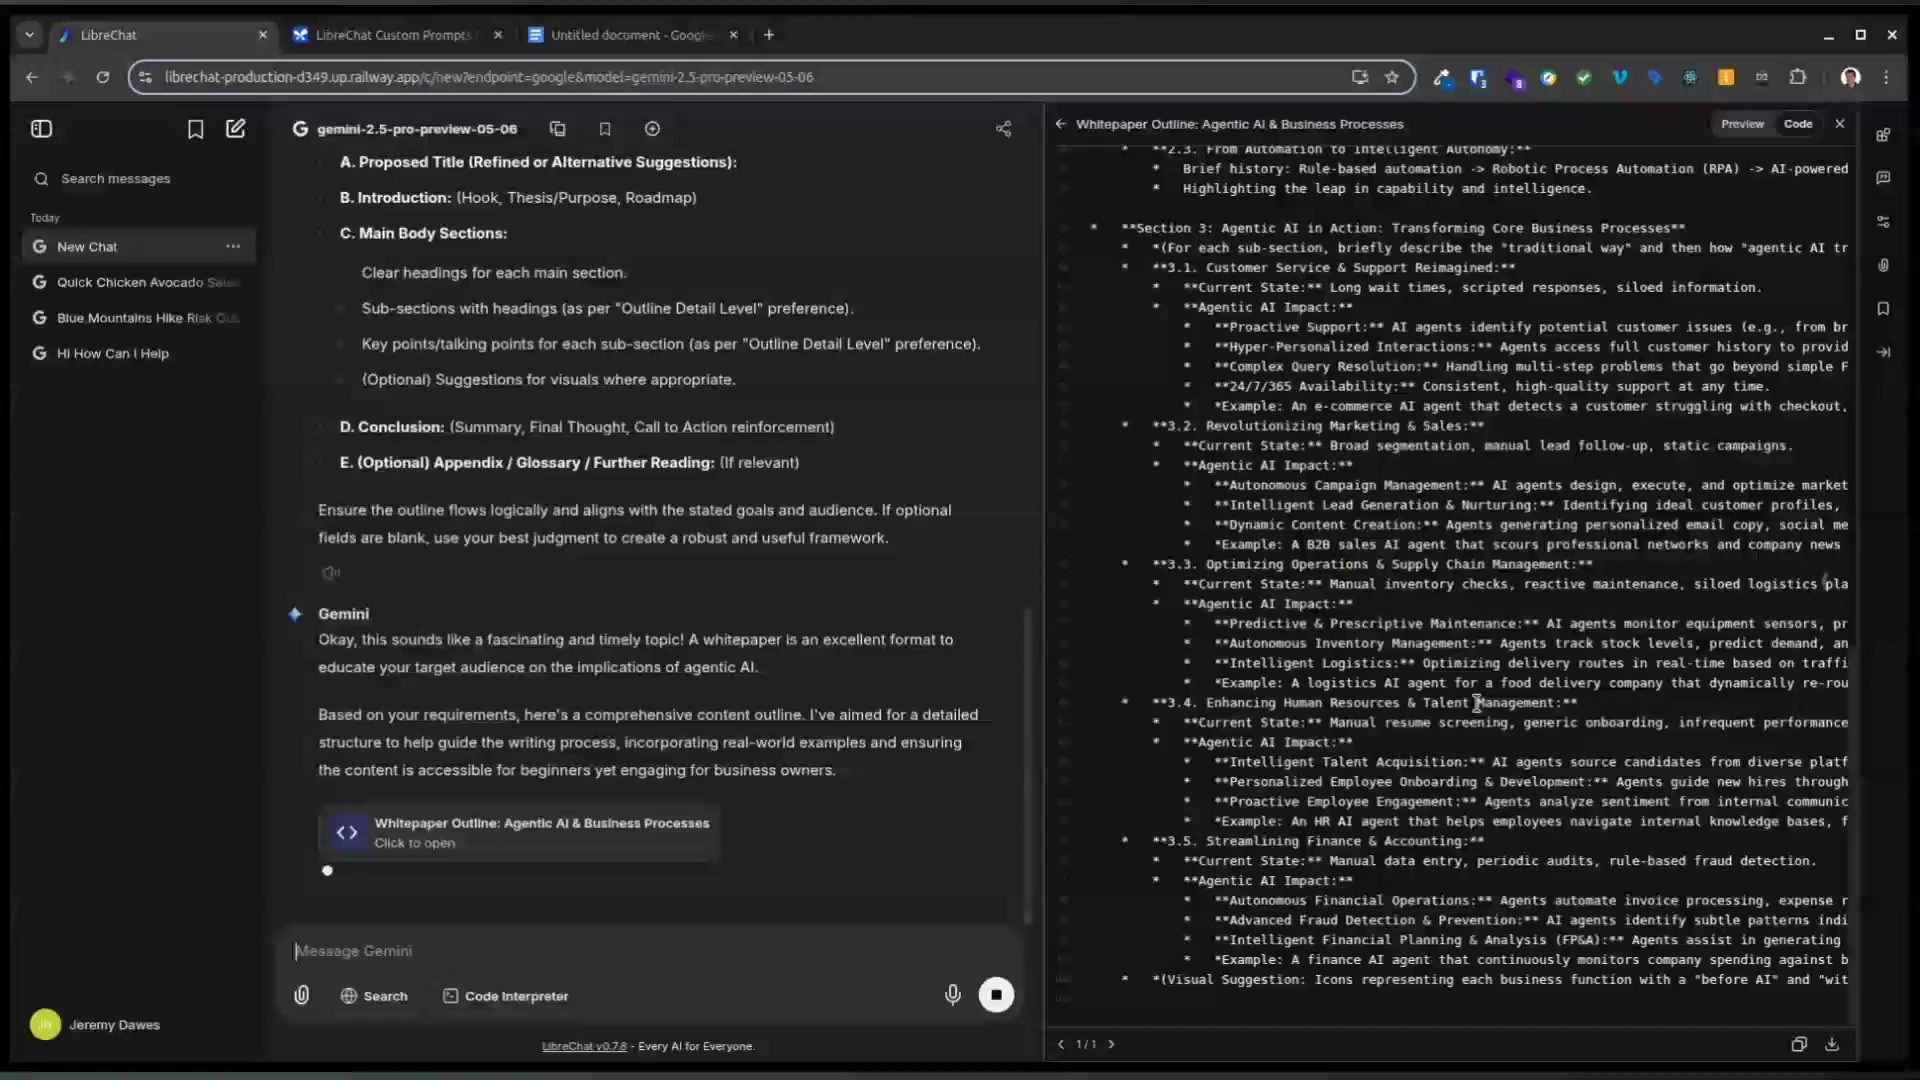 LibreChat
LibreChat Custom Prompts
Untitled document - Google
librechat-production-d349.up.railway.app/c/new?endpoint=google&model=gemini-2.5-pro-preview-05-06
Search messages
Today
New Chat
Quick Chicken Avocado
Blue Mountains Hike Risk
Hi How Can I Help
Jeremy Dawes
gemini-2.5-pro-preview-05-06
A. Proposed Title (Refined or Alternative Suggestions):
B. Introduction: (Hook, Thesis/Purpose, Roadmap)
C. Main Body Sections:
Clear headings for each main section.
Sub-sections with headings (as per "Outline Detail Level" preference).
Key points/talking points for each sub-section (as per "Outline Detail Level" preference).
(Optional) Suggestions for visuals where appropriate.
D. Conclusion: (Summary, Final Thought, Call to Action reinforcement)
E. (Optional) Appendix / Glossary / Further Reading: (If relevant)
Ensure the outline flows logically and aligns with the stated goals and audience. If optional
fields are blank, use your best judgment to create a robust and useful framework.
Gemini
Okay, this sounds like a fascinating and timely topic! A whitepaper is an excellent format to
educate your target audience on the implications of agentic AI.
Based on your requirements, here's a comprehensive content outline. I've aimed for a detailed
structure to help guide the writing process, incorporating real-world examples and ensuring
the content is accessible for beginners yet engaging for business owners.
Whitepaper Outline: Agentic AI & Business Processes
Click to open
Message Gemini
Search
Code Interpreter
LibreChat v0.7.8 - Every AI for Everyone.
Whitepaper Outline: Agentic AI & Business Processes
Preview
Code
* **2.3. From Automation to Intelligent Autonomy:**
* Brief history: Rule-based automation -> Robotic Process Automation (RPA) -> AI-powered
* Highlighting the leap in capability and intelligence.
* **Section 3: Agentic AI in Action: Transforming Core Business Processes**
* *(For each sub-section, briefly describe the "traditional way" and then how "agentic AI tr
* **3.1. Customer Service & Support Reimagined:**
* **Current State:** Long wait times, scripted responses, siloed information.
* **Agentic AI Impact:**
* **Proactive Support:** AI agents identify potential customer issues (e.g., from br
* **Hyper-Personalized Interactions:** Agents access full customer history to provid
* **Complex Query Resolution:** Handling multi-step problems that go beyond simple F
* **24/7/365 Availability:** Consistent, high-quality support at any time.
* *Example: An e-commerce AI agent that detects a customer struggling with checkout,
* **3.2. Revolutionizing Marketing & Sales:**
* **Current State:** Broad segmentation, manual lead follow-up, static campaigns.
* **Agentic AI Impact:**
* **Autonomous Campaign Management:** AI agents design, execute, and optimize market
* **Intelligent Lead Generation & Nurturing:** Identifying ideal customer profiles,
* **Dynamic Content Creation:** Agents generating personalized email copy, social me
* *Example: A B2B sales AI agent that scours professional networks and company news
* **3.3. Optimizing Operations & Supply Chain Management:**
* **Current State:** Manual inventory checks, reactive maintenance, siloed logistics pla
* **Agentic AI Impact:**
* **Predictive & Prescriptive Maintenance:** AI agents monitor equipment sensors, pr
* **Autonomous Inventory Management:** Agents track stock levels, predict demand, an
* **Intelligent Logistics:** Optimizing delivery routes in real-time based on traffi
* *Example: A logistics AI agent for a food delivery company that dynamically re-rou
* **3.4. Enhancing Human Resources & Talent Management:**
* **Current State:** Manual resume screening, generic onboarding, infrequent performance
* **Agentic AI Impact:**
* **Intelligent Talent Acquisition:** AI agents source candidates from diverse platf
* **Personalized Employee Onboarding & Development:** Agents guide new hires through
* **Proactive Employee Engagement:** Agents analyze sentiment from internal communic
* *Example: An HR AI agent that helps employees navigate internal knowledge bases, f
* **3.5. Streamlining Finance & Accounting:**
* **Current State:** Manual data entry, periodic audits, rule-based fraud detection.
* **Agentic AI Impact:**
* **Autonomous Financial Operations:** Agents automate invoice processing, expense r
* **Advanced Fraud Detection & Prevention:** AI agents identify subtle patterns indi
* **Intelligent Financial Planning & Analysis (FP&A):** Agents assist in generating
* *Example: A finance AI agent that continuously monitors company spending against b
* *(Visual Suggestion: Icons representing each business function with a "before AI" and "wit
1/1